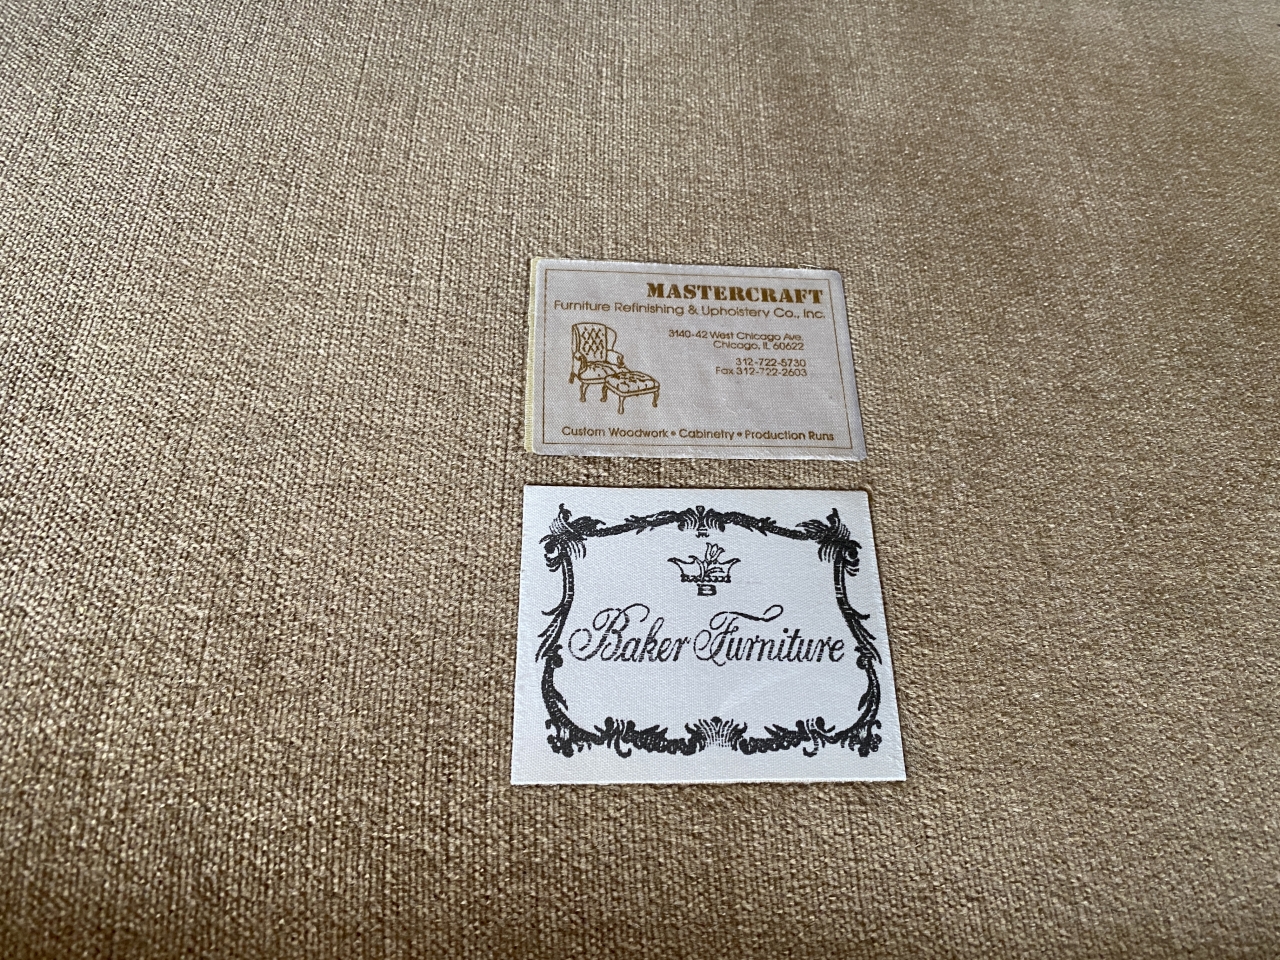 MASTERCRAFT
Furniture Refinishing & Upholstery Co., Inc.
3140-42 West Chicago Ave.
Chicago, IL 60622
312-722-5730
Fax 312-722-2603
Custom Woodwork • Cabinetry • Production Runs
B
Baker Furniture